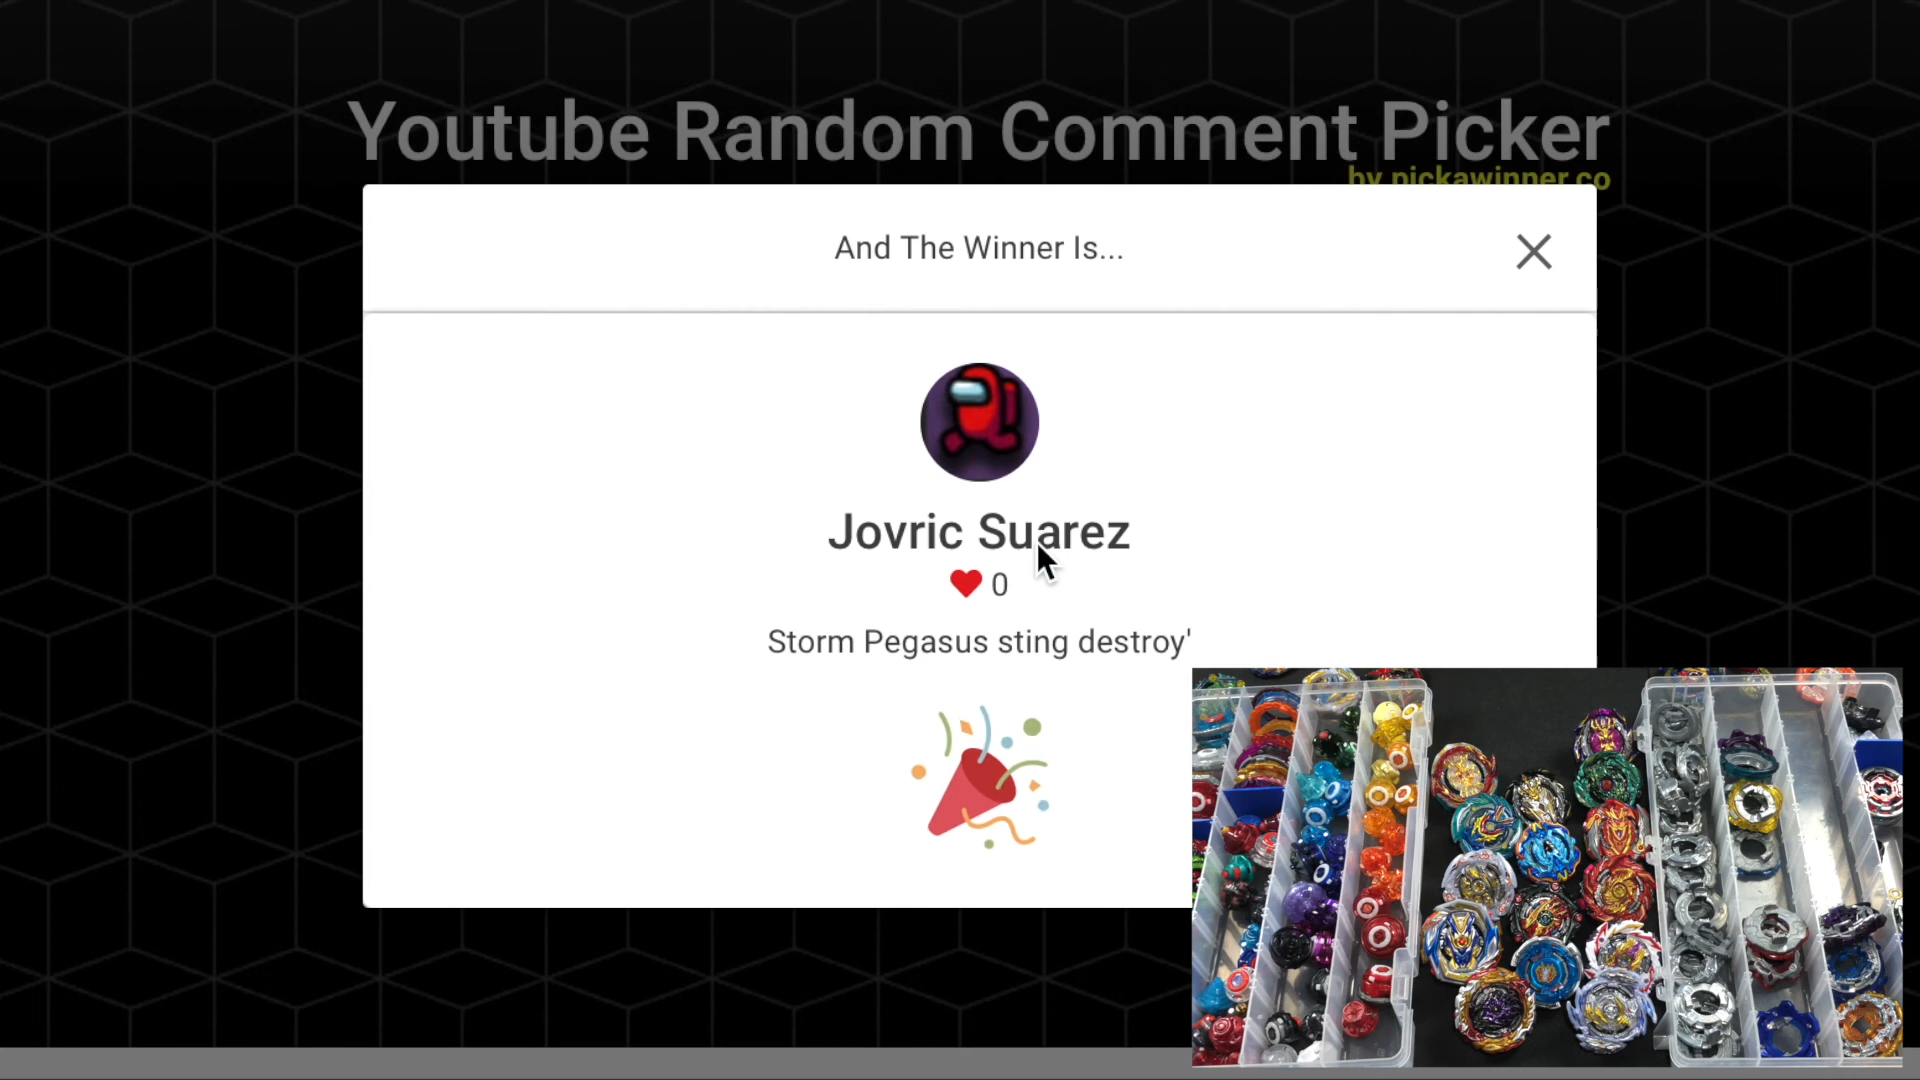 Youtube Random Comment Picker
by pickawinner.co
And The Winner Is...
Jovric Suarez
0
Storm Pegasus sting destroy'